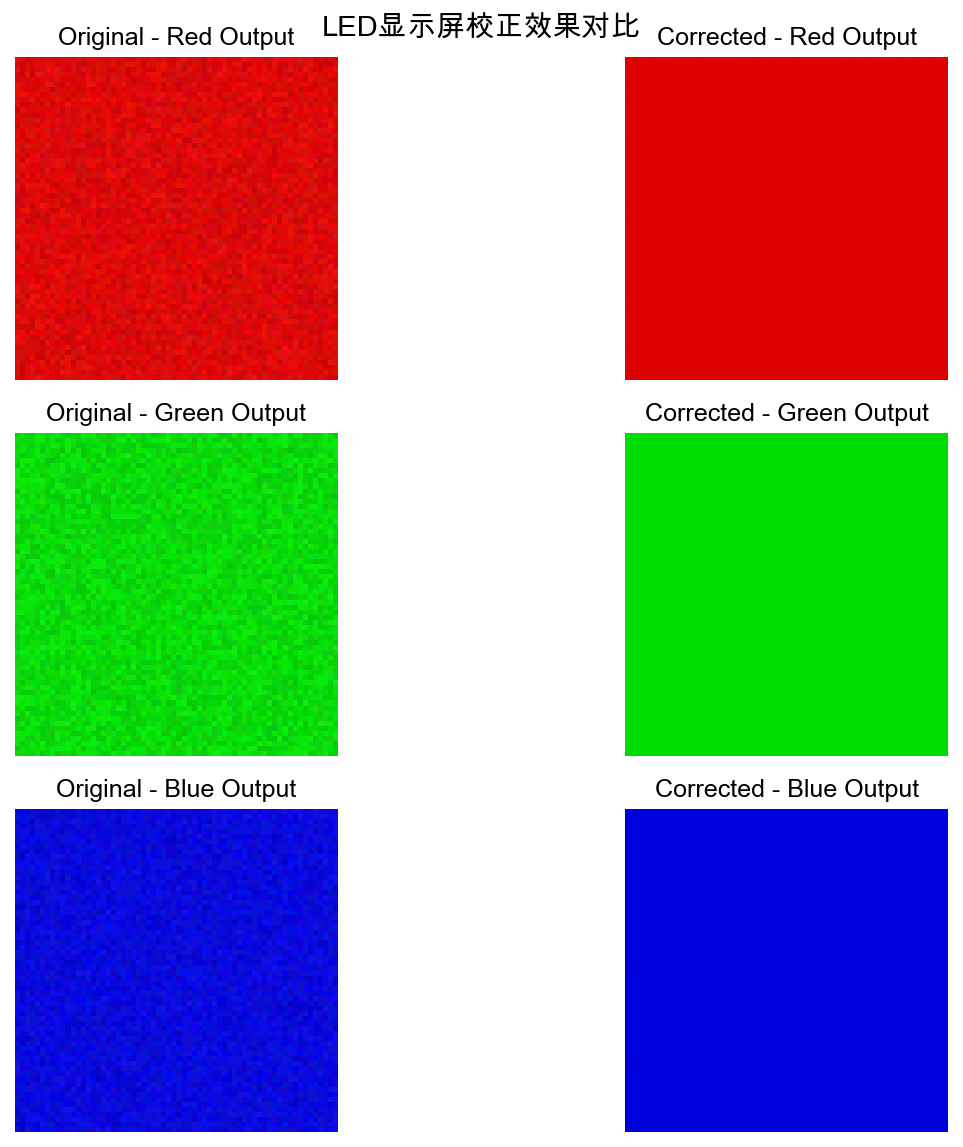 LED显示屏校正效果对比
Original - Red Output
Corrected - Red Output
Original - Green Output
Corrected - Green Output
Original - Blue Output
Corrected - Blue Output